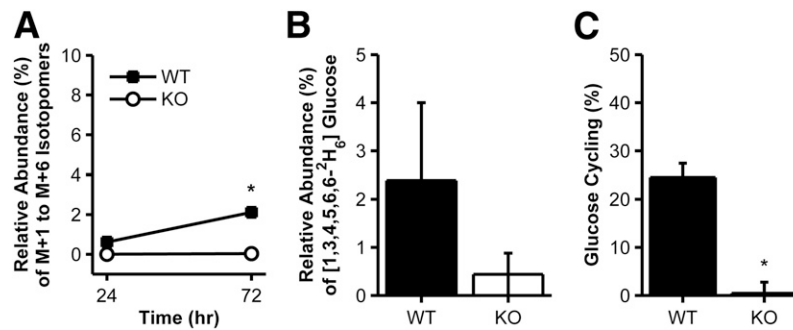 A
Relative Abundance (%)
of M+1 to M+6 Isotopomers
10
8
6
4
2
0
WT
KO
*
24
72
Time (hr)
B
Relative Abundance (%)
of [1,3,4,5,6,6-²H₆] Glucose
5
4
3
2
1
0
WT
KO
C
Glucose Cycling (%)
50
40
30
20
10
0
*
WT
KO